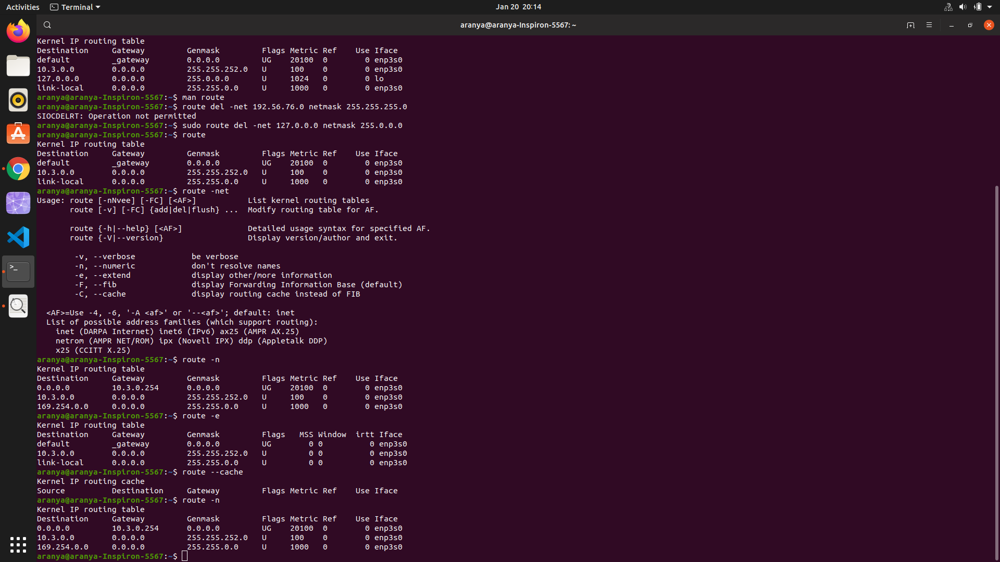 Activities Terminal Jan 20 20:14
aranya@aranya-Inspiron-5567: ~
Kernel IP routing table
Destination     Gateway         Genmask         Flags Metric Ref    Use Iface
default         _gateway        0.0.0.0         UG    20100  0        0 enp3s0
10.3.0.0        0.0.0.0         255.255.252.0   U     100    0        0 enp3s0
127.0.0.0       0.0.0.0         255.0.0.0       U     1024   0        0 lo
link-local      0.0.0.0         255.255.0.0     U     1000   0        0 enp3s0
aranya@aranya-Inspiron-5567:~$ man route
aranya@aranya-Inspiron-5567:~$ route del -net 192.56.76.0 netmask 255.255.255.0
SIOCDELRT: Operation not permitted
aranya@aranya-Inspiron-5567:~$ sudo route del -net 127.0.0.0 netmask 255.0.0.0
aranya@aranya-Inspiron-5567:~$ route
Kernel IP routing table
Destination     Gateway         Genmask         Flags Metric Ref    Use Iface
default         _gateway        0.0.0.0         UG    20100  0        0 enp3s0
10.3.0.0        0.0.0.0         255.255.252.0   U     100    0        0 enp3s0
link-local      0.0.0.0         255.255.0.0     U     1000   0        0 enp3s0
aranya@aranya-Inspiron-5567:~$ route -net
Usage: route [-nNvee] [-FC] [<AF>]           List kernel routing tables
       route [-v] [-FC] {add|del|flush} ...  Modify routing table for AF.
       route {-h|--help} [<AF>]              Detailed usage syntax for specified AF.
       route {-V|--version}                  Display version/author and exit.
        -v, --verbose            be verbose
        -n, --numeric            don't resolve names
        -e, --extend             display other/more information
        -F, --fib                display Forwarding Information Base (default)
        -C, --cache              display routing cache instead of FIB
  <AF>=Use -4, -6, '-A <af>' or '--<af>'; default: inet
  List of possible address families (which support routing):
    inet (DARPA Internet) inet6 (IPv6) ax25 (AMPR AX.25)
    netrom (AMPR NET/ROM) ipx (Novell IPX) ddp (Appletalk DDP)
    x25 (CCITT X.25)
aranya@aranya-Inspiron-5567:~$ route -n
Kernel IP routing table
Destination     Gateway         Genmask         Flags Metric Ref    Use Iface
0.0.0.0         10.3.0.254      0.0.0.0         UG    20100  0        0 enp3s0
10.3.0.0        0.0.0.0         255.255.252.0   U     100    0        0 enp3s0
169.254.0.0     0.0.0.0         255.255.0.0     U     1000   0        0 enp3s0
aranya@aranya-Inspiron-5567:~$ route -e
Kernel IP routing table
Destination     Gateway         Genmask         Flags   MSS Window  irtt Iface
default         _gateway        0.0.0.0         UG        0 0          0 enp3s0
10.3.0.0        0.0.0.0         255.255.252.0   U         0 0          0 enp3s0
link-local      0.0.0.0         255.255.0.0     U         0 0          0 enp3s0
aranya@aranya-Inspiron-5567:~$ route --cache
Kernel IP routing cache
Source          Destination     Gateway         Flags Metric Ref    Use Iface
aranya@aranya-Inspiron-5567:~$ route -n
Kernel IP routing table
Destination     Gateway         Genmask         Flags Metric Ref    Use Iface
0.0.0.0         10.3.0.254      0.0.0.0         UG    20100  0        0 enp3s0
10.3.0.0        0.0.0.0         255.255.252.0   U     100    0        0 enp3s0
169.254.0.0     0.0.0.0         255.255.0.0     U     1000   0        0 enp3s0
aranya@aranya-Inspiron-5567:~$